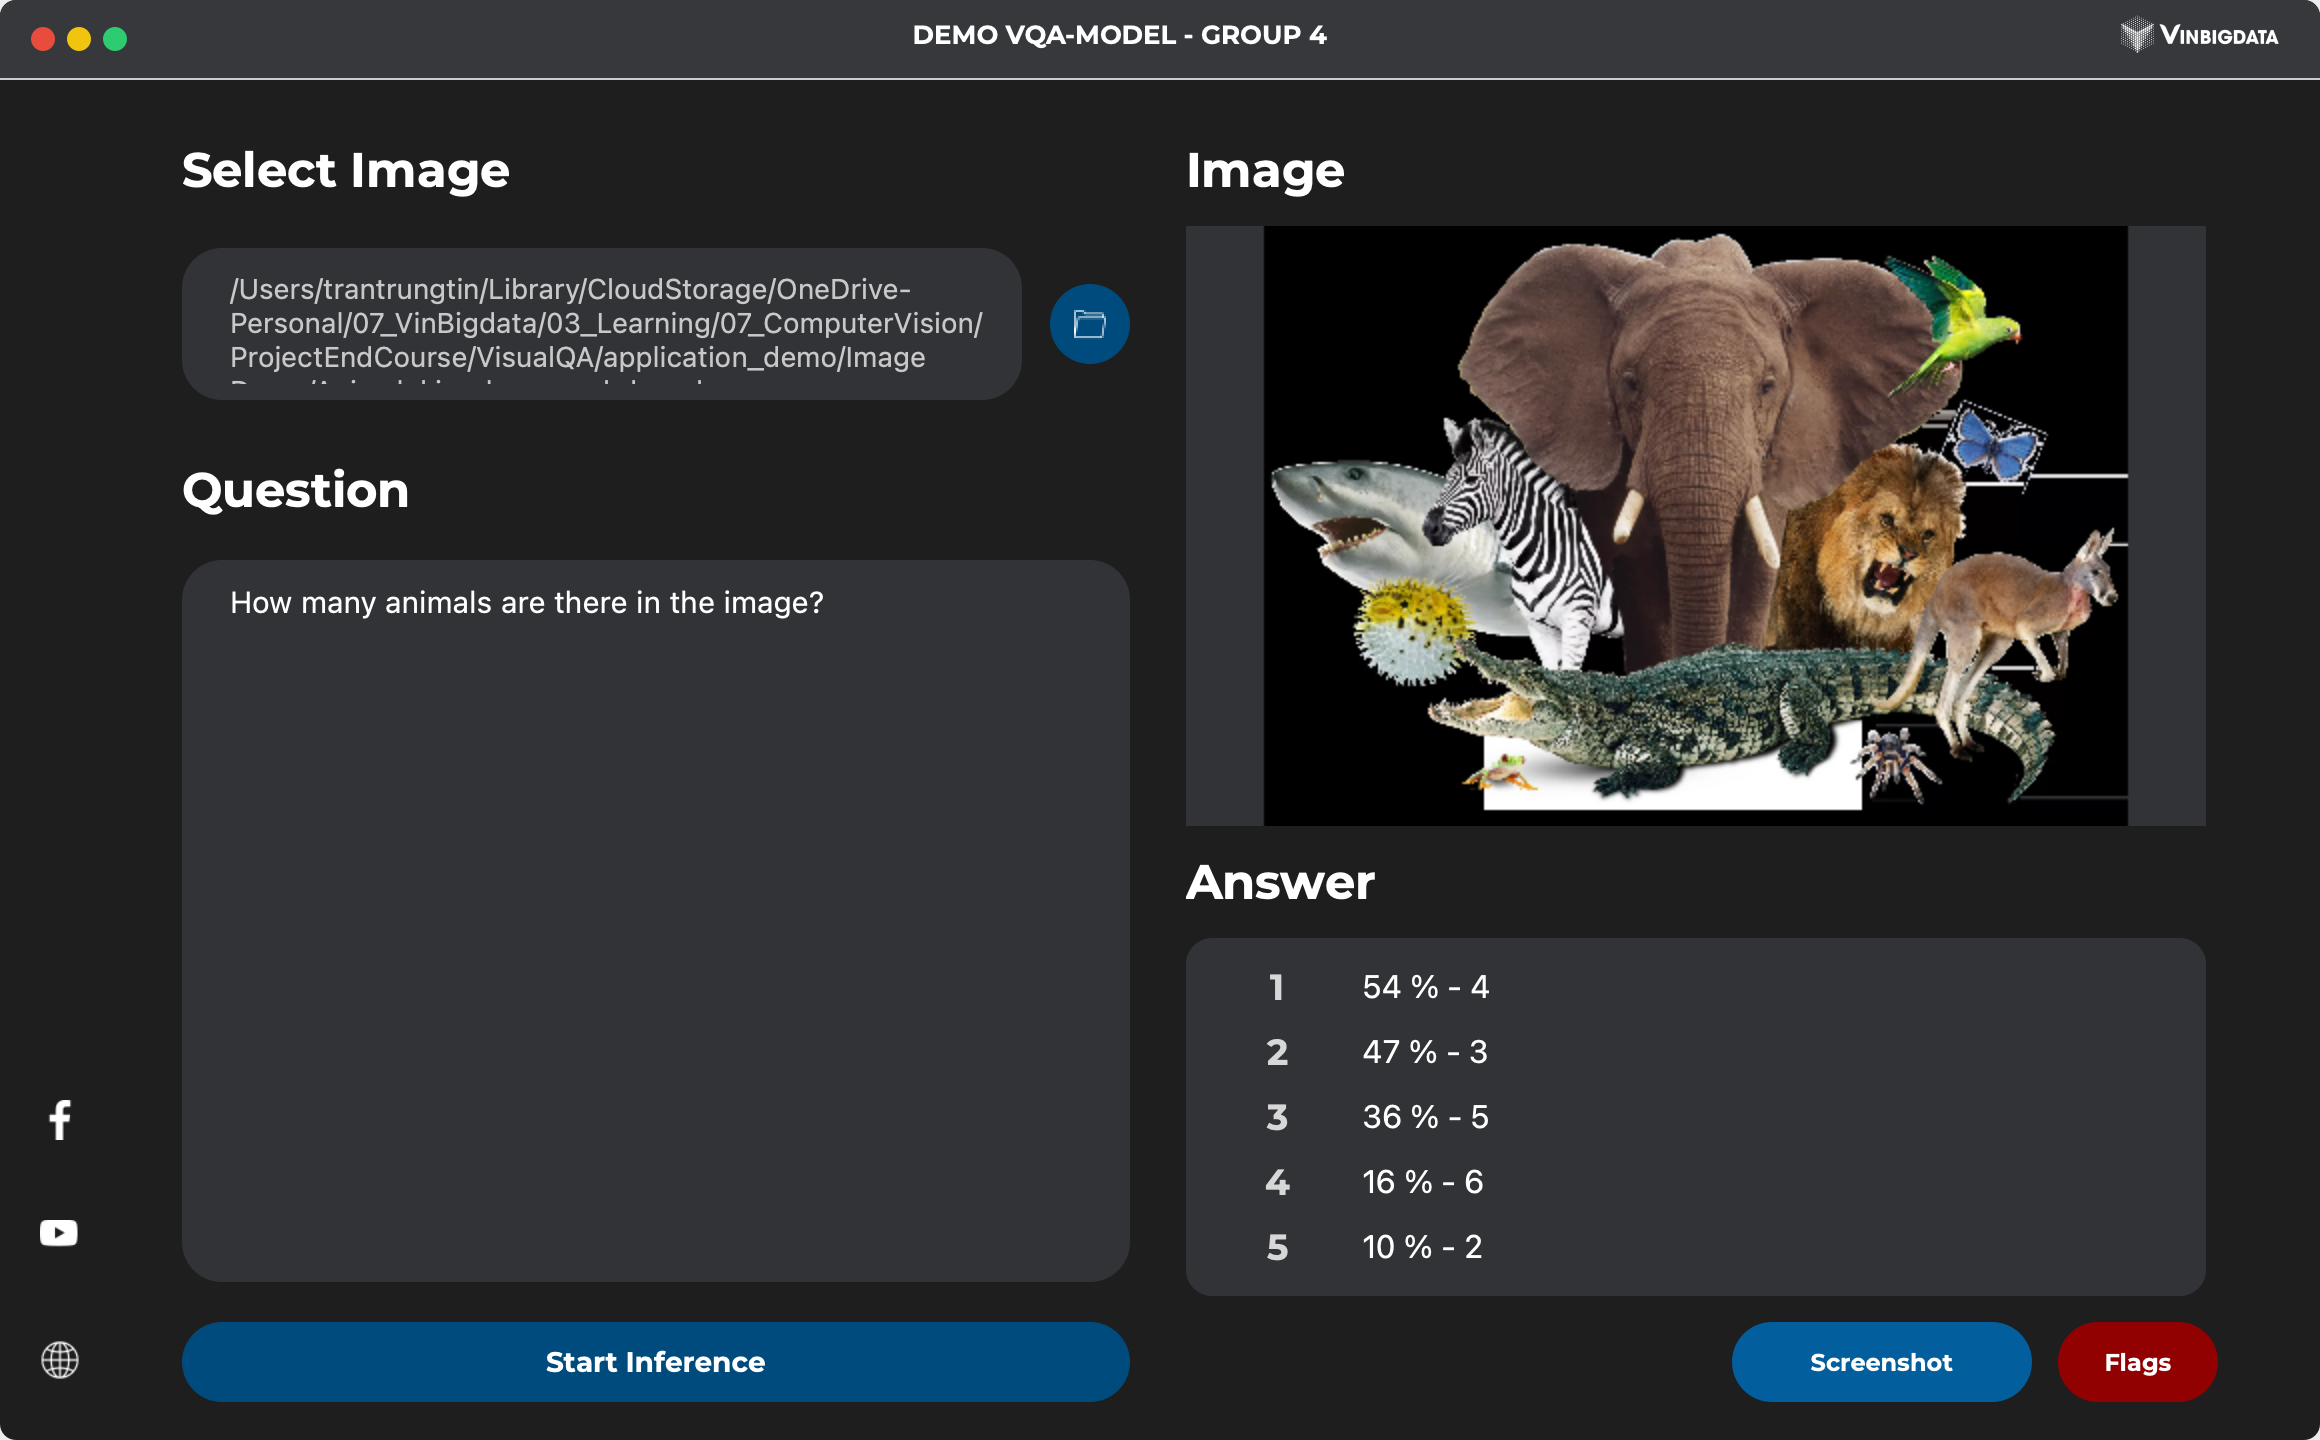 DEMO VQA-MODEL - GROUP 4
VINBIGDATA
Select Image
/Users/trantrungtin/Library/CloudStorage/OneDrive-
Personal/07_VinBigdata/03_Learning/07_ComputerVision/
ProjectEndCourse/VisualQA/application_demo/Image
Question
How many animals are there in the image?
Start Inference
Image
Answer
1 54 % - 4
2 47 % - 3
3 36 % - 5
4 16 % - 6
5 10 % - 2
Screenshot
Flags